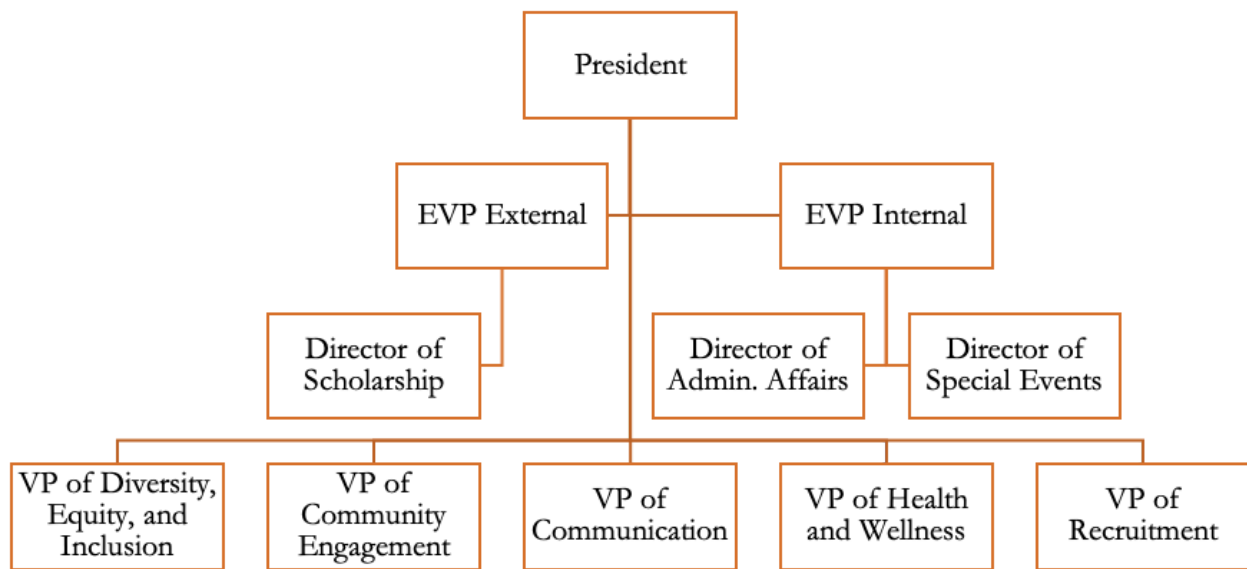 President
EVP External
EVP Internal
Director of
Scholarship
Director of
Admin. Affairs
Director of
Special Events
VP of Diversity,
Equity, and
Inclusion
VP of
Community
Engagement
VP of
Communication
VP of Health
and Wellness
VP of
Recruitment